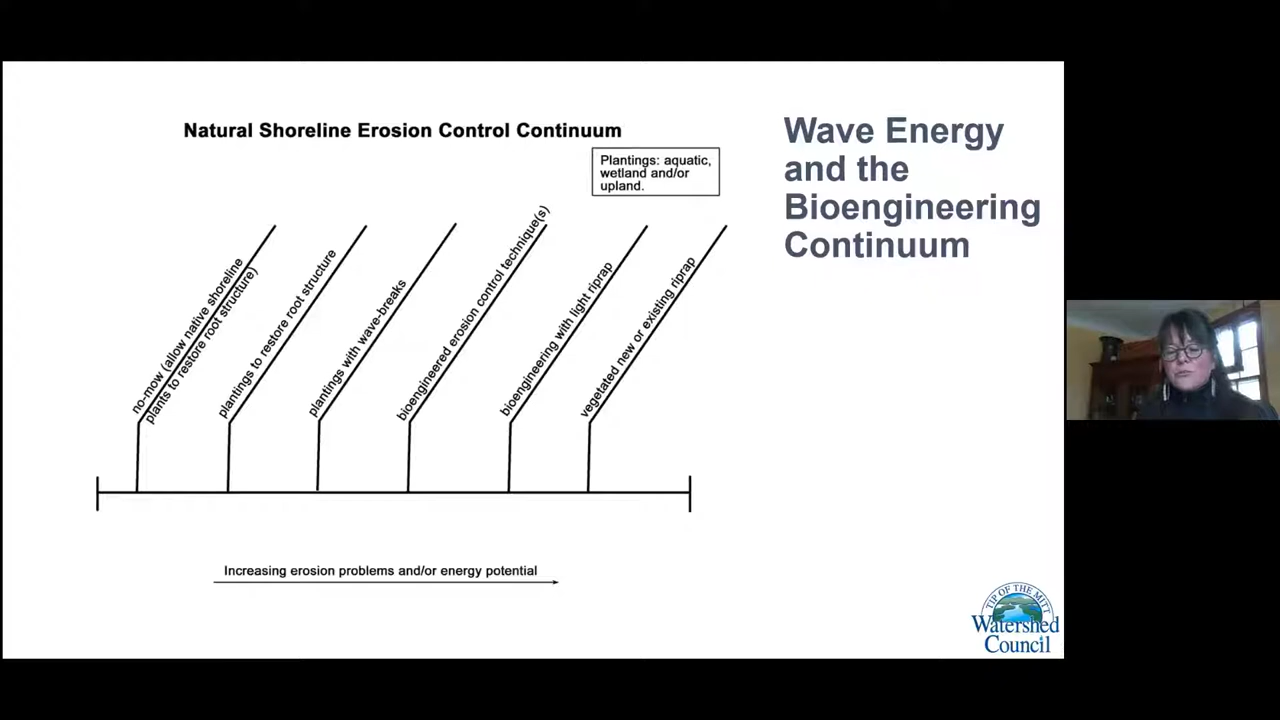 Natural Shoreline Erosion Control Continuum
Plantings: aquatic,
wetland and/or
upland.
Wave Energy
and the
Bioengineering
Continuum
no-mow (allow native shoreline
plants to restore root structure)
plantings to restore root structure
plantings with wave-breaks
bioengineered erosion control technique(s)
bioengineering with light riprap
vegetated new or existing riprap
Increasing erosion problems and/or energy potential
TIP OF THE MITT
Watershed
Council